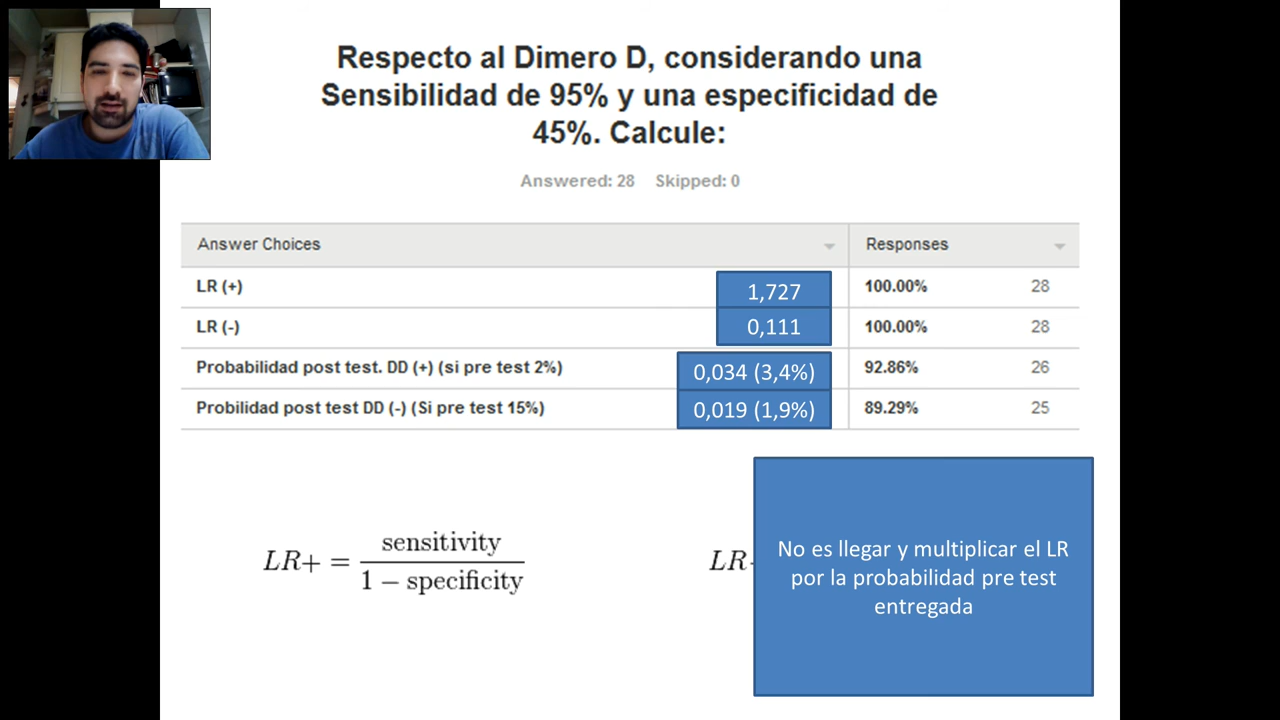 Respecto al Dimero D, considerando una
Sensibilidad de 95% y una especificidad de
45%. Calcule:
Answered: 28 Skipped: 0
Answer Choices Responses
LR (+) 1,727 100.00% 28
LR (-) 0,111 100.00% 28
Probabilidad post test. DD (+) (si pre test 2%) 0,034 (3,4%) 92.86% 26
Probilidad post test DD (-) (Si pre test 15%) 0,019 (1,9%) 89.29% 25
LR+ = sensitivity
1 − specificity
LR
No es llegar y multiplicar el LR
por la probabilidad pre test
entregada